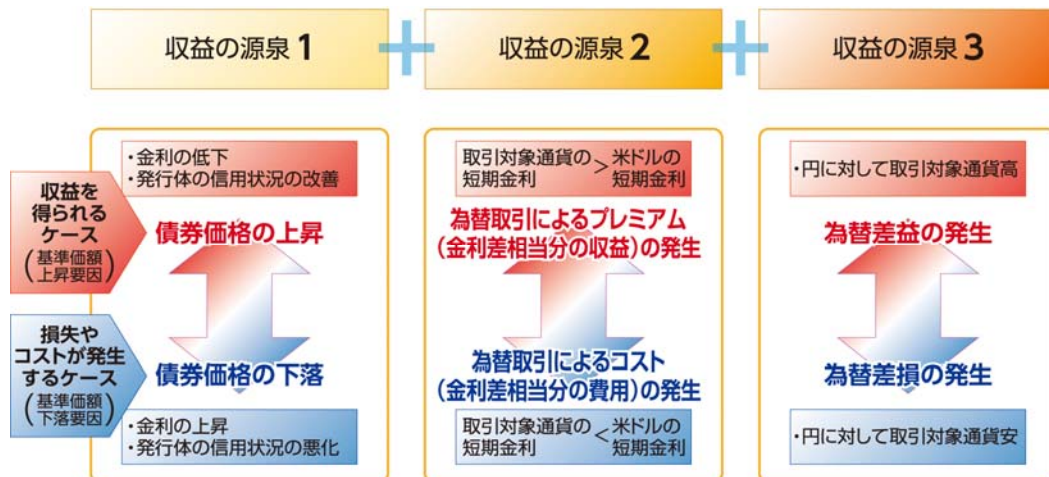 収益の源泉1
+
収益の源泉2
+
収益の源泉3
収益を
得られる
ケース
(基準価額
上昇要因)
・金利の低下
・発行体の信用状況の改善
債券価格の上昇
取引対象通貨の > 米ドルの
短期金利 短期金利
為替取引によるプレミアム
(金利差相当分の収益)の発生
・円に対して取引対象通貨高
為替差益の発生
損失や
コストが発生
するケース
(基準価額
下落要因)
債券価格の下落
・金利の上昇
・発行体の信用状況の悪化
為替取引によるコスト
(金利差相当分の費用)の発生
取引対象通貨の < 米ドルの
短期金利 短期金利
為替差損の発生
・円に対して取引対象通貨安